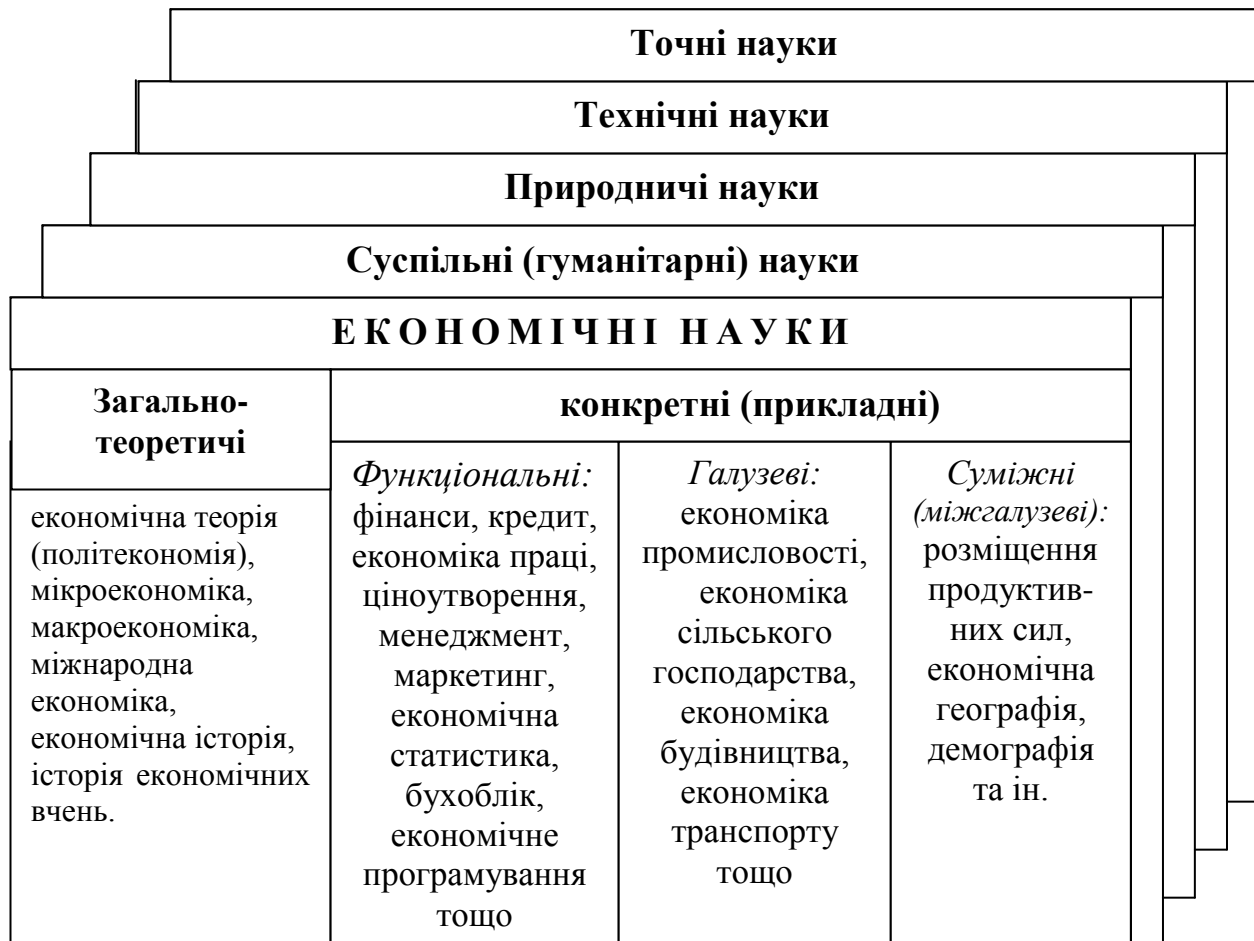 Точні науки
Технічні науки
Природничі науки
Суспільні (гуманітарні) науки
ЕКОНОМІЧНІ НАУКИ
Загально-
теоретичі
конкретні (прикладні)
економічна теорія
(політекономія),
мікроекономіка,
макроекономіка,
міжнародна
економіка,
економічна історія,
історія економічних
вчень.
Функціональні:
фінанси, кредит,
економіка праці,
ціноутворення,
менеджмент,
маркетинг,
економічна
статистика,
бухоблік,
економічне
програмування
тощо
Галузеві:
економіка
промисловості,
економіка
сільського
господарства,
економіка
будівництва,
економіка
транспорту
тощо
Суміжні
(міжгалузеві):
розміщення
продуктив-
них сил,
економічна
географія,
демографія
та ін.